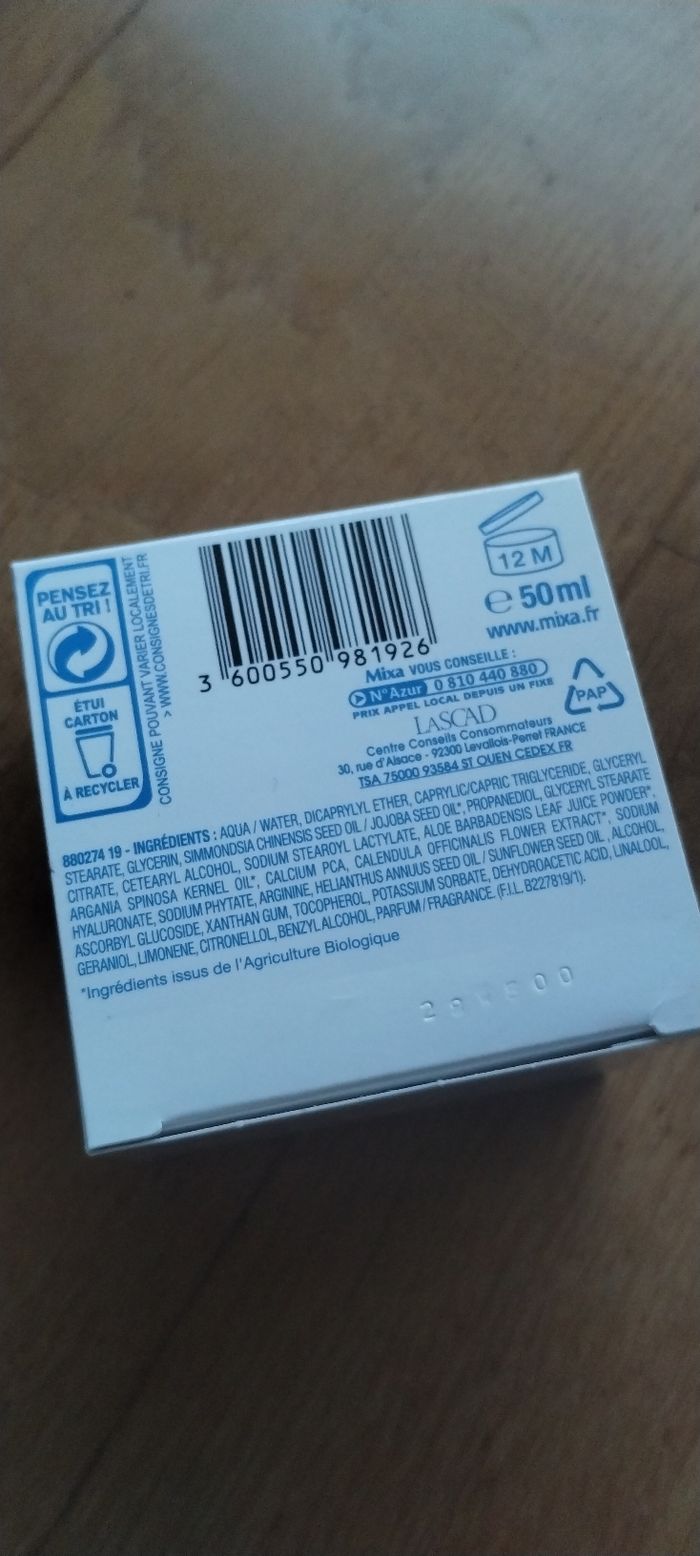 PENSEZ
AU TRI !
ÉTUI
CARTON
À RECYCLER
CONSIGNE POUVANT VARIER LOCALEMENT
> WWW.CONSIGNESDETRI.FR
3 600550 981926
12 M
e 50 ml
www.mixa.fr
Mixa VOUS CONSEILLE :
N° Azur 0 810 440 880
PRIX APPEL LOCAL DEPUIS UN FIXE
PAP
LASCAD
Centre Conseils Consommateurs
30, rue d'Alsace - 92300 Levallois-Perret FRANCE
TSA 75000 93584 ST OUEN CEDEX FR
880274 19 - INGRÉDIENTS : AQUA / WATER, DICAPRYLYL ETHER, CAPRYLIC/CAPRIC TRIGLYCERIDE, GLYCERYL
STEARATE, GLYCERIN, SIMMONDSIA CHINENSIS SEED OIL / JOJOBA SEED OIL*, PROPANEDIOL, GLYCERYL STEARATE
CITRATE, CETEARYL ALCOHOL, SODIUM STEAROYL LACTYLATE, ALOE BARBADENSIS LEAF JUICE POWDER*,
ARGANIA SPINOSA KERNEL OIL*, CALCIUM PCA, CALENDULA OFFICINALIS FLOWER EXTRACT*, SODIUM
HYALURONATE, SODIUM PHYTATE, ARGININE, HELIANTHUS ANNUUS SEED OIL / SUNFLOWER SEED OIL ,ALCOHOL,
ASCORBYL GLUCOSIDE, XANTHAN GUM, TOCOPHEROL, POTASSIUM SORBATE, DEHYDROACETIC ACID, LINALOOL,
GERANIOL, LIMONENE, CITRONELLOL, BENZYL ALCOHOL, PARFUM / FRAGRANCE. (F.I.L. B227819/1).
*Ingrédients issus de l'Agriculture Biologique